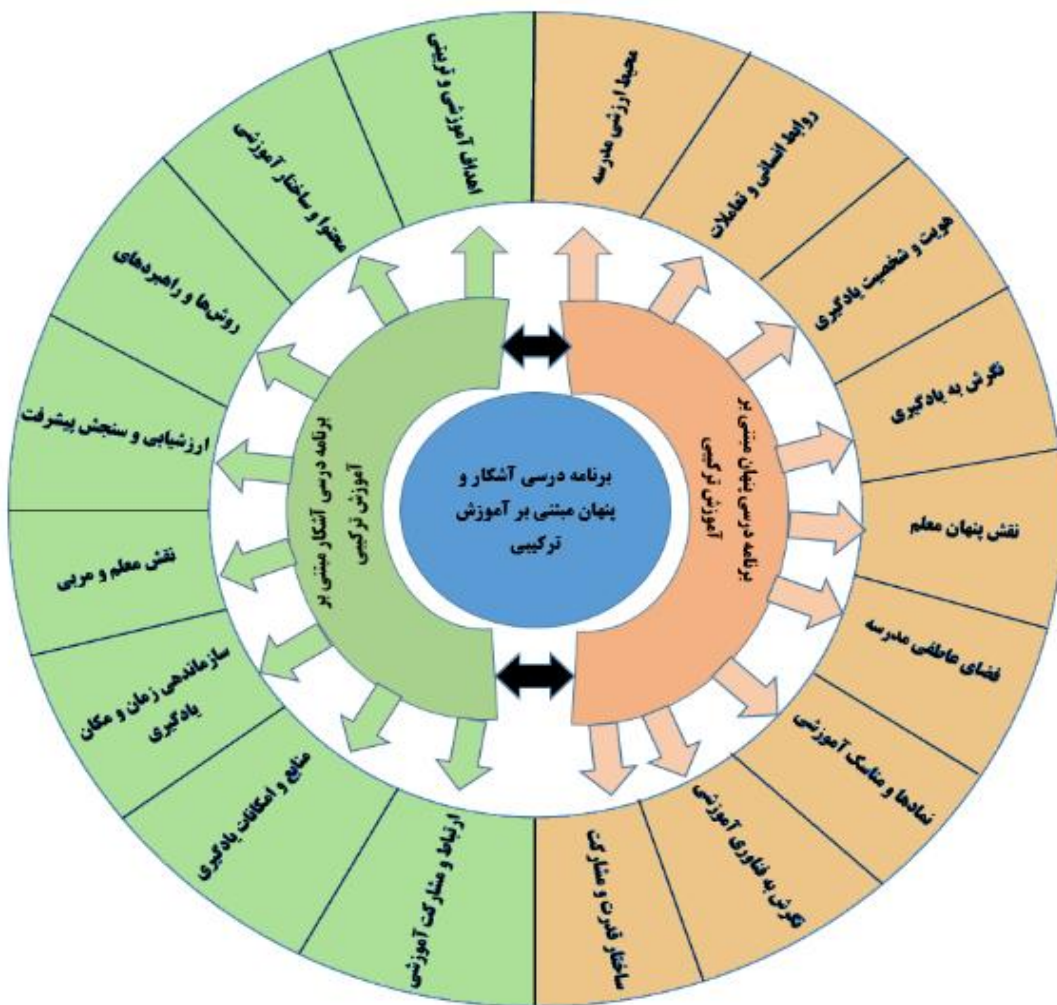 برنامه درسی آشکار و
پنهان مبتنی بر آموزش
ترکیبی
برنامه درسی پنهان مبتنی بر
آموزش ترکیبی
محیط ارزشی مدرسه
روابط انسانی و تعاملات
هویت و شخصیت یادگیری
نگرش به یادگیری
نقش پنهان معلم
فضای عاطفی مدرسه
نمادها و مناسک آموزشی
نگرش به فناوری آموزشی
ساختار قدرت و مشارکت
برنامه درسی آشکار مبتنی بر
آموزش ترکیبی
اهداف آموزشی و تربیتی
محتوا و ساختار آموزشی
روش‌ها و راهبردهای
ارزشیابی و سنجش پیشرفت
نقش معلم و مربی
سازماندهی زمان و مکان
یادگیری
منابع و امکانات یادگیری
ارتباط و مشارکت آموزشی